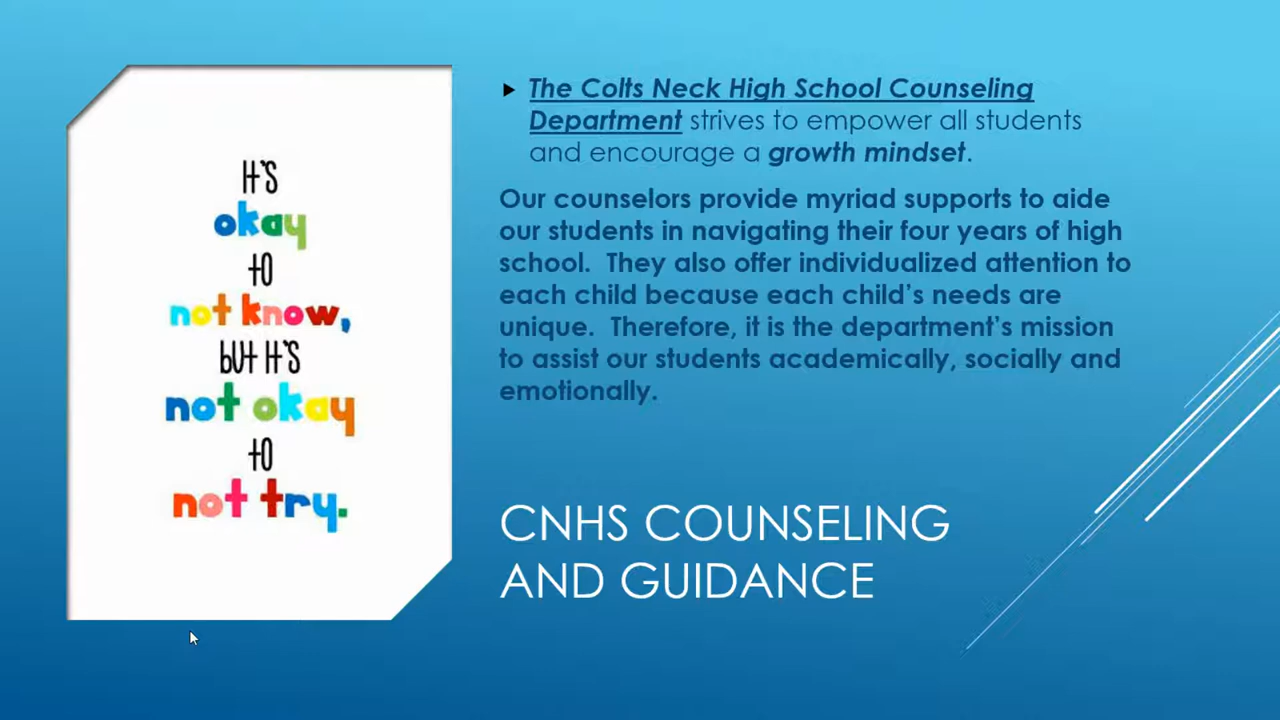 It's
okay
to
not know,
but it's
not okay
to
not try.
The Colts Neck High School Counseling
Department strives to empower all students
and encourage a growth mindset.
Our counselors provide myriad supports to aide
our students in navigating their four years of high
school.  They also offer individualized attention to
each child because each child's needs are
unique.  Therefore, it is the department's mission
to assist our students academically, socially and
emotionally.
CNHS COUNSELING
AND GUIDANCE